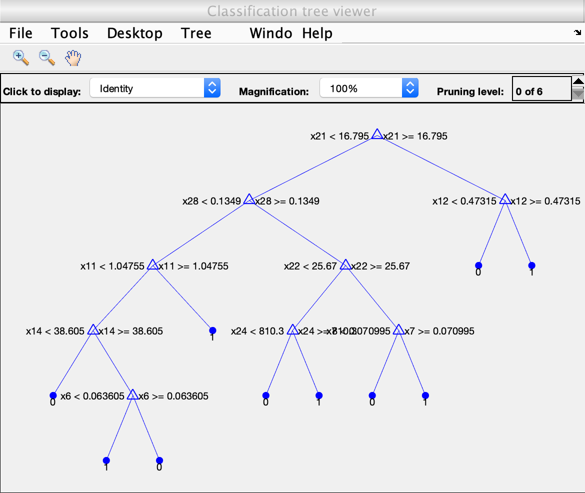 Classification tree viewer
File Tools Desktop Tree Windo Help
Click to display: Identity Magnification: 100% Pruning level: 0 of 6
x21 < 16.795 x21 >= 16.795
x28 < 0.1349 x28 >= 0.1349 x12 < 0.47315 x12 >= 0.47315
x11 < 1.04755 x11 >= 1.04755 x22 < 25.67 x22 >= 25.67 0 1
x14 < 38.605 x14 >= 38.605 1 x24 < 810.3 x24 >= 810.3 x7 >= 0.070995
0 x6 < 0.063605 x6 >= 0.063605 0 1 0 1
1 0